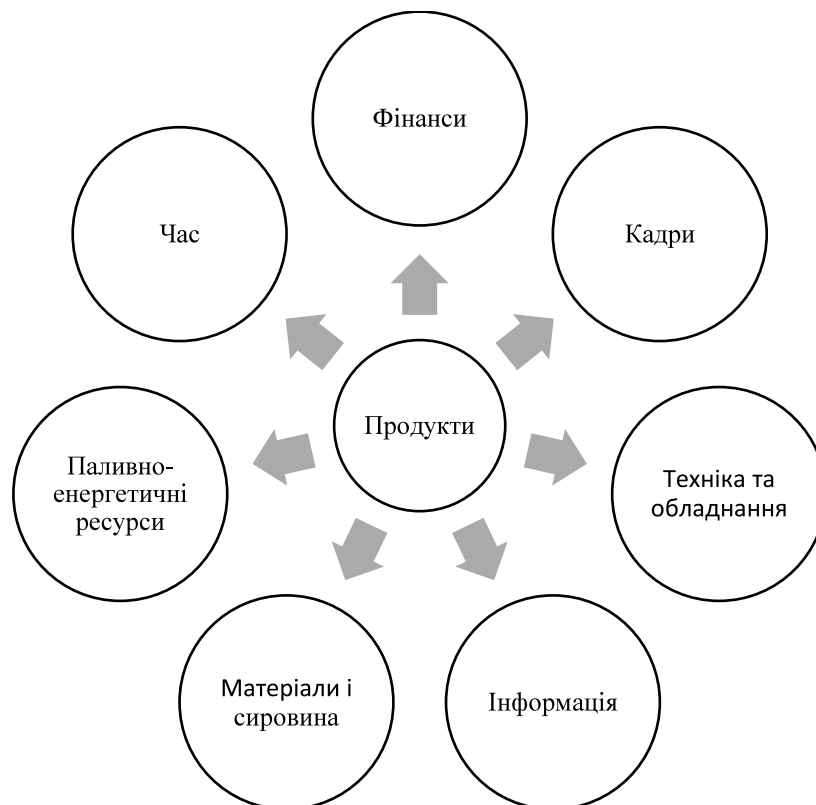 Фінанси
Час
Кадри
Продукти
Паливно-
енергетичні
ресурси
Техніка та
обладнання
Матеріали і
сировина
Інформація